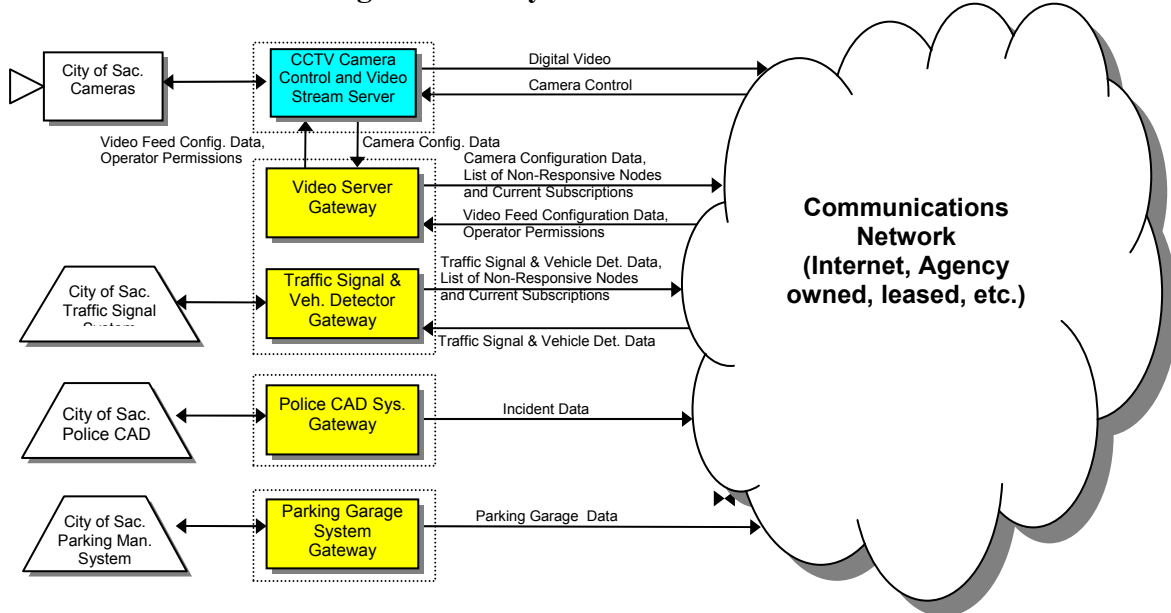 City of Sac.
Cameras
CCTV Camera
Control and Video
Stream Server
Digital Video
Camera Control
Video Feed Config. Data,
Operator Permissions
Camera Config. Data
Video Server
Gateway
Camera Configuration Data,
List of Non-Responsive Nodes
and Current Subscriptions
Video Feed Configuration Data,
Operator Permissions
City of Sac.
Traffic Signal
Traffic Signal &
Veh. Detector
Gateway
Traffic Signal & Vehicle Det. Data,
List of Non-Responsive Nodes
and Current Subscriptions
Traffic Signal & Vehicle Det. Data
City of Sac.
Police CAD
Police CAD Sys.
Gateway
Incident Data
City of Sac.
Parking Man.
System
Parking Garage
System
Gateway
Parking Garage Data
Communications
Network
(Internet, Agency
owned, leased, etc.)